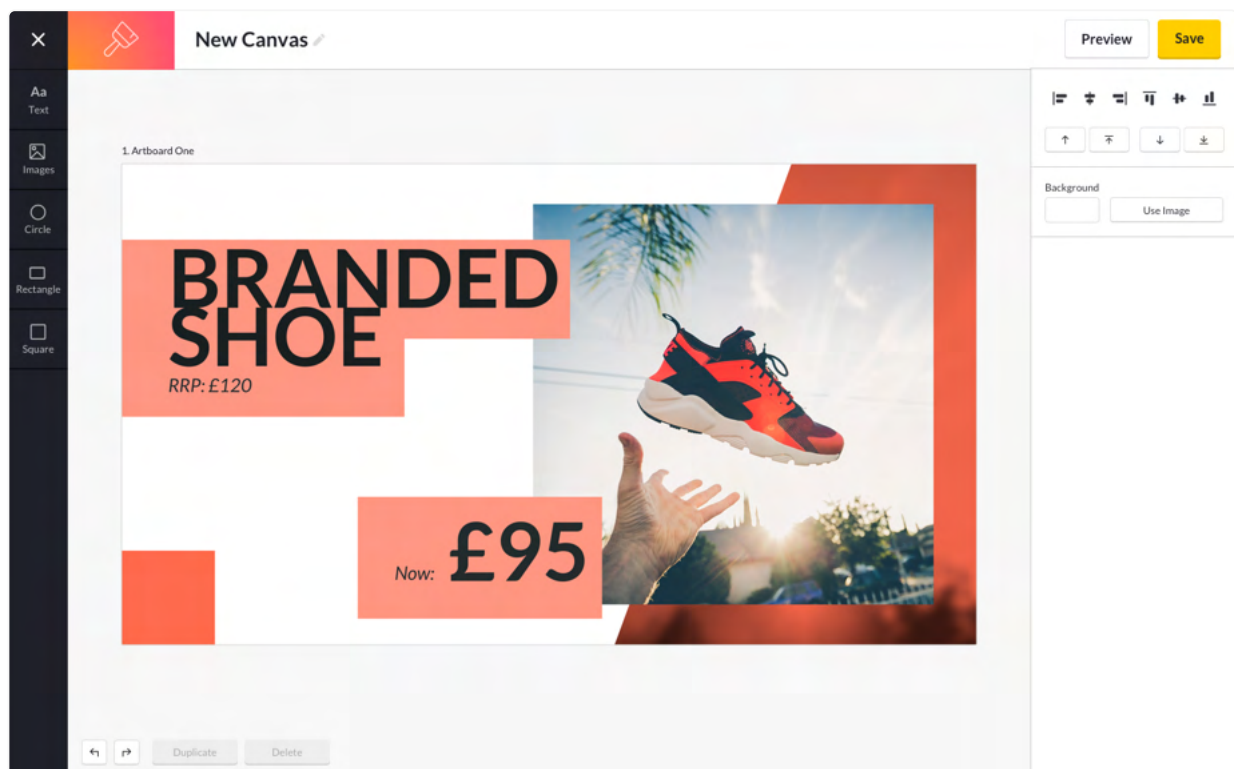 New Canvas
Preview
Save
Aa
Text
Images
Circle
Rectangle
Square
1. Artboard One
BRANDED
SHOE
RRP: £120
Now: £95
Background
Use Image
Duplicate
Delete